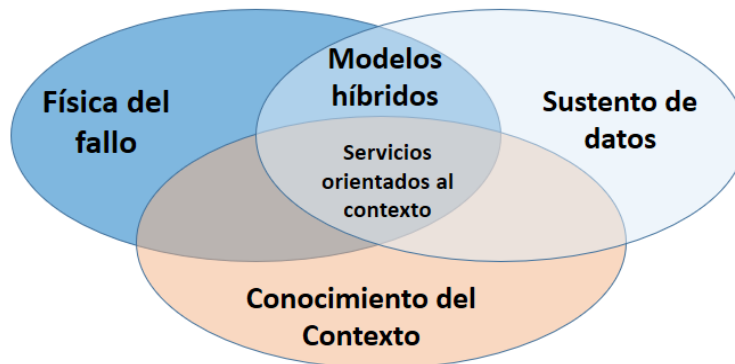 Física del
fallo
Modelos
híbridos
Sustento de
datos
Servicios
orientados al
contexto
Conocimiento del
Contexto